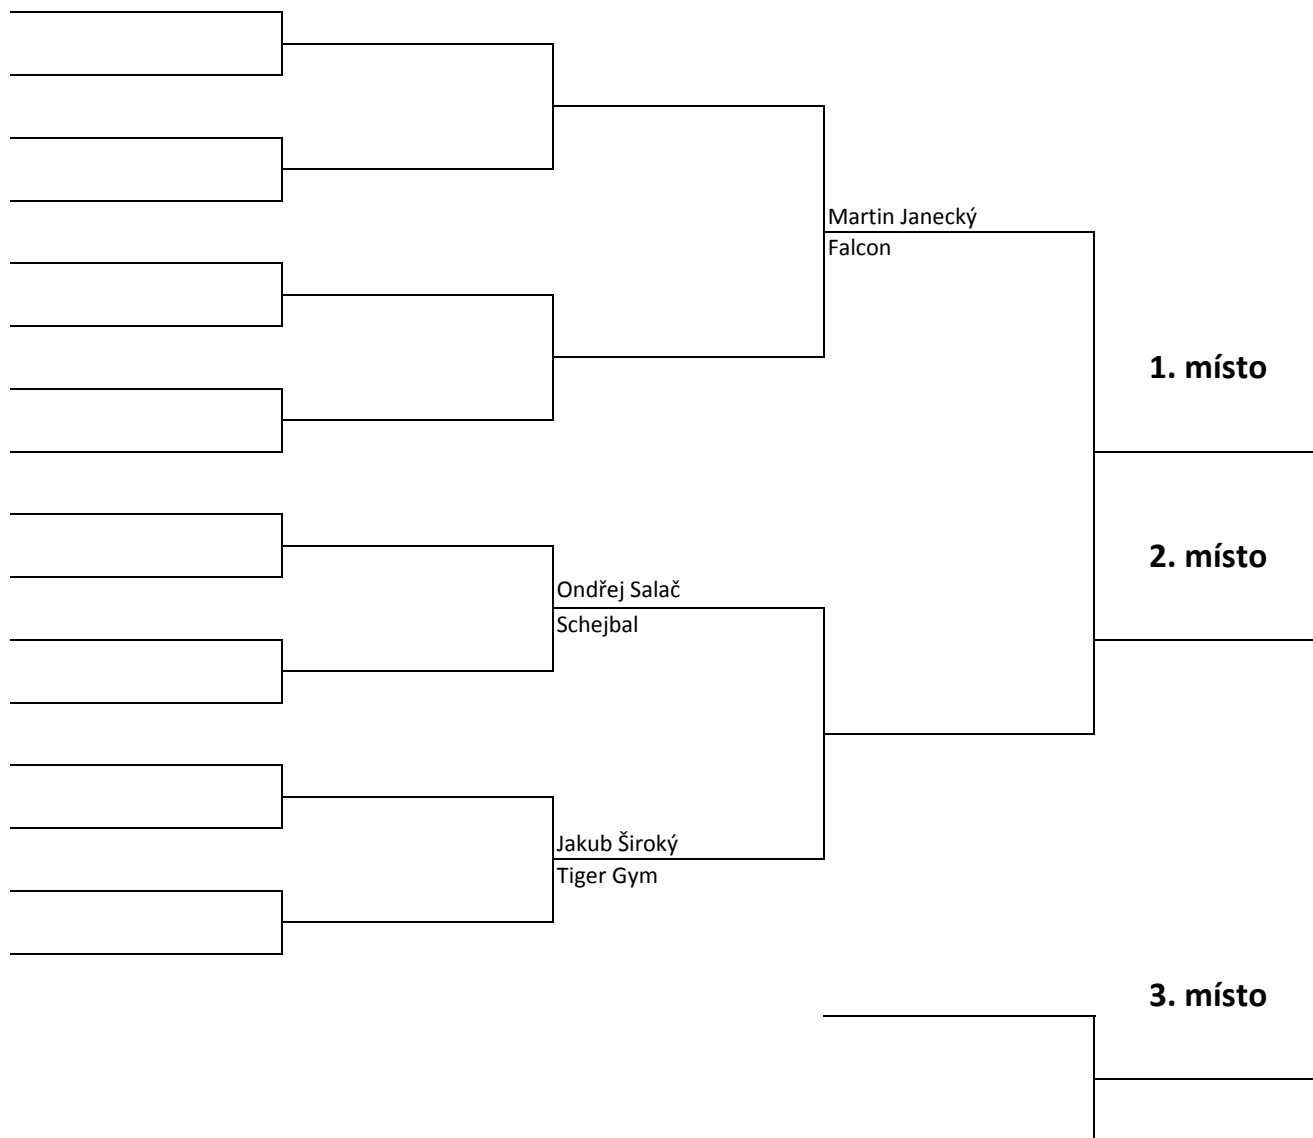 Martin Janecký
Falcon
1. místo
2. místo
Ondřej Salač
Schejbal
Jakub Široký
Tiger Gym
3. místo